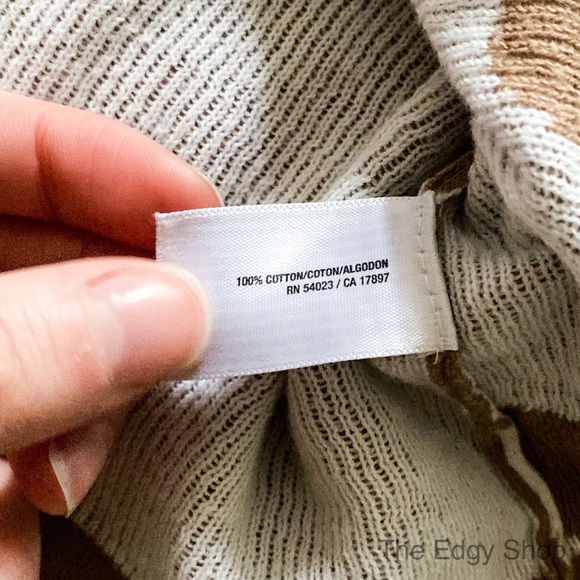 100% COTTON/COTON/ALGODON
RN 54023 / CA 17897
The Edgy Shop